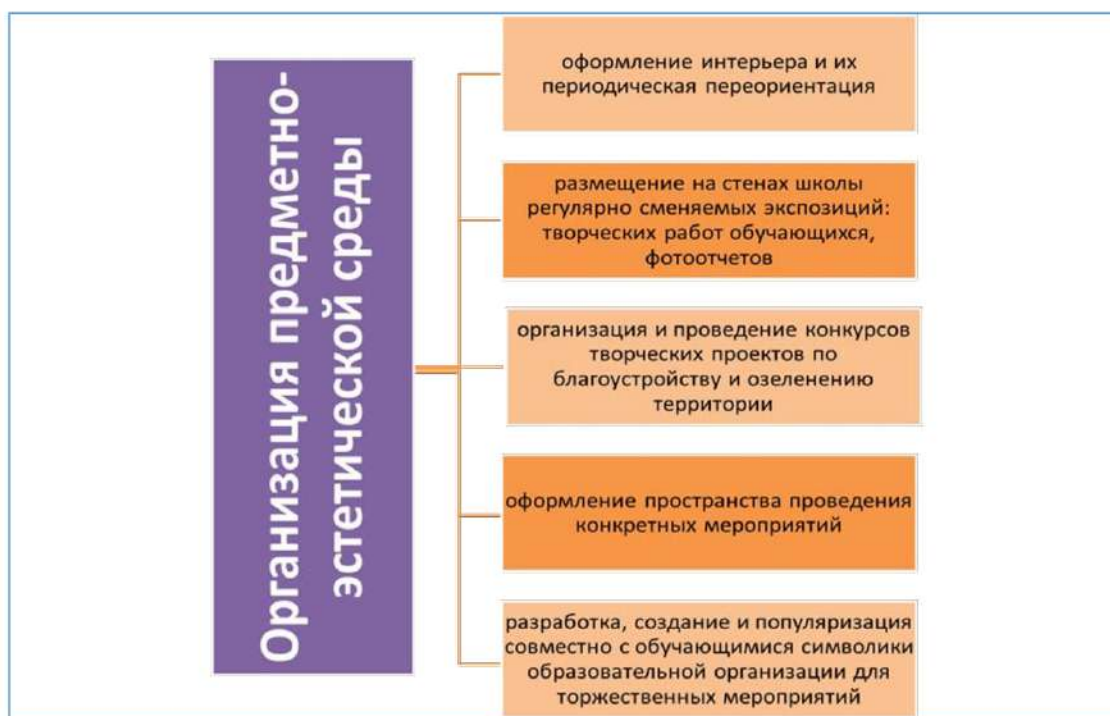 Организация предметно-
эстетической среды
оформление интерьера и их
периодическая переориентация
размещение на стенах школы
регулярно сменяемых экспозиций:
творческих работ обучающихся,
фотоотчетов
организация и проведение конкурсов
творческих проектов по
благоустройству и озеленению
территории
оформление пространства проведения
конкретных мероприятий
разработка, создание и популяризация
совместно с обучающимися символики
образовательной организации для
торжественных мероприятий